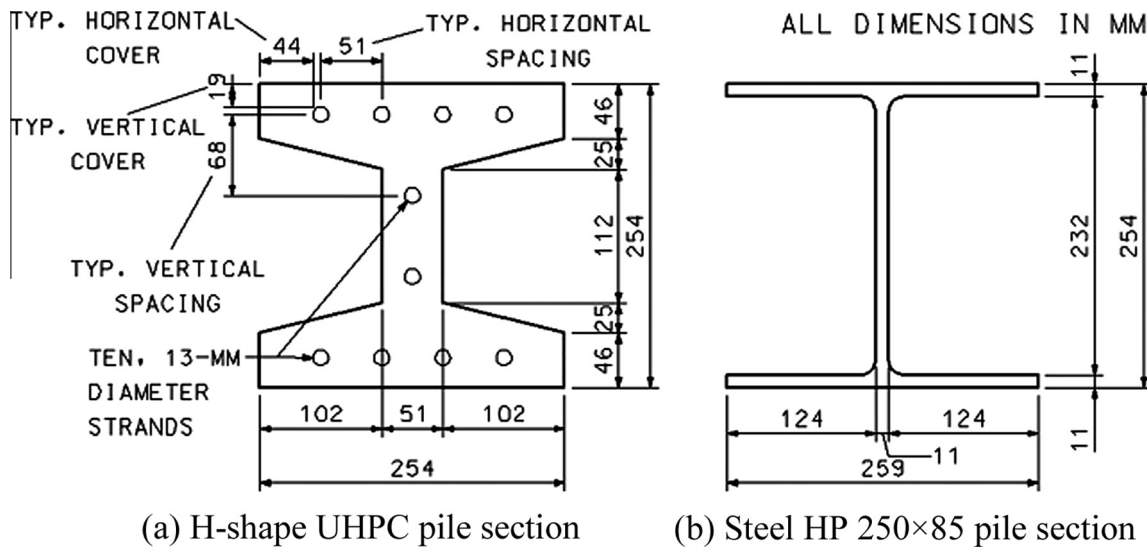 TYP. HORIZONTAL
COVER
44
51
TYP. HORIZONTAL
SPACING
ALL DIMENSIONS IN MM
19
TYP. VERTICAL
COVER
68
46
25
112
254
25
46
TYP. VERTICAL
SPACING
TEN, 13-MM
DIAMETER
STRANDS
102
51
102
254
11
232
254
11
124
124
11
259
(a) H-shape UHPC pile section
(b) Steel HP 250×85 pile section